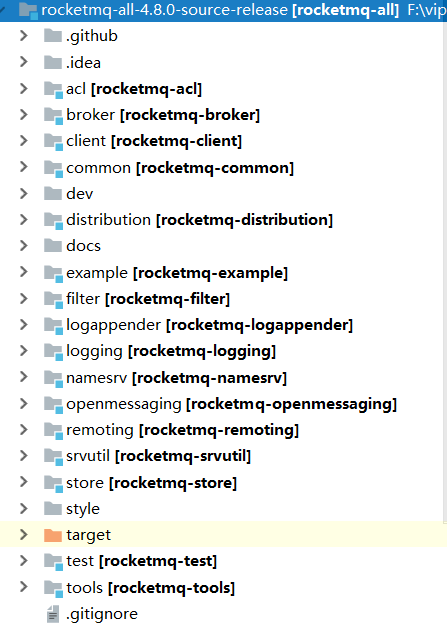 rocketmq-all-4.8.0-source-release [rocketmq-all] F:\vip
.github
.idea
acl [rocketmq-acl]
broker [rocketmq-broker]
client [rocketmq-client]
common [rocketmq-common]
dev
distribution [rocketmq-distribution]
docs
example [rocketmq-example]
filter [rocketmq-filter]
logappender [rocketmq-logappender]
logging [rocketmq-logging]
namesrv [rocketmq-namesrv]
openmessaging [rocketmq-openmessaging]
remoting [rocketmq-remoting]
srvutil [rocketmq-srvutil]
store [rocketmq-store]
style
target
test [rocketmq-test]
tools [rocketmq-tools]
.gitignore